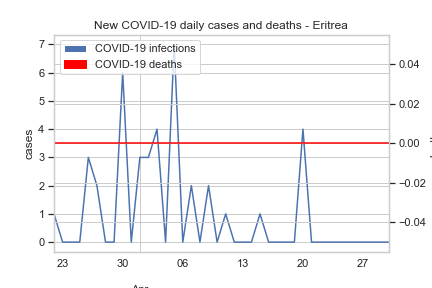 New COVID-19 daily cases and deaths - Eritrea
COVID-19 infections
COVID-19 deaths
cases
7
6
5
4
3
2
1
0
0.04
0.02
0.00
−0.02
−0.04
23 30 06 13 20 27